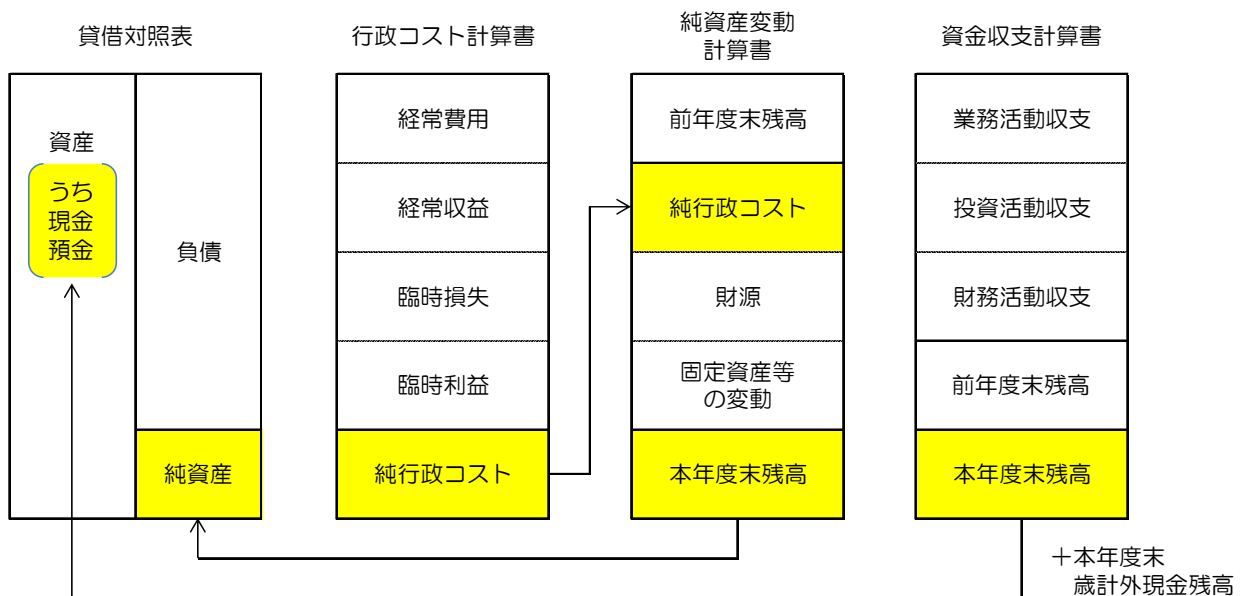 貸借対照表
資産
うち
現金
預金
負債
純資産
行政コスト計算書
経常費用
経常収益
臨時損失
臨時利益
純行政コスト
純資産変動
計算書
前年度末残高
純行政コスト
財源
固定資産等
の変動
本年度末残高
資金収支計算書
業務活動収支
投資活動収支
財務活動収支
前年度末残高
本年度末残高
＋本年度末
歳計外現金残高